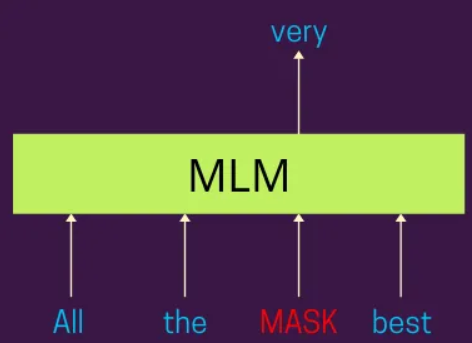 very
MLM
All the MASK best